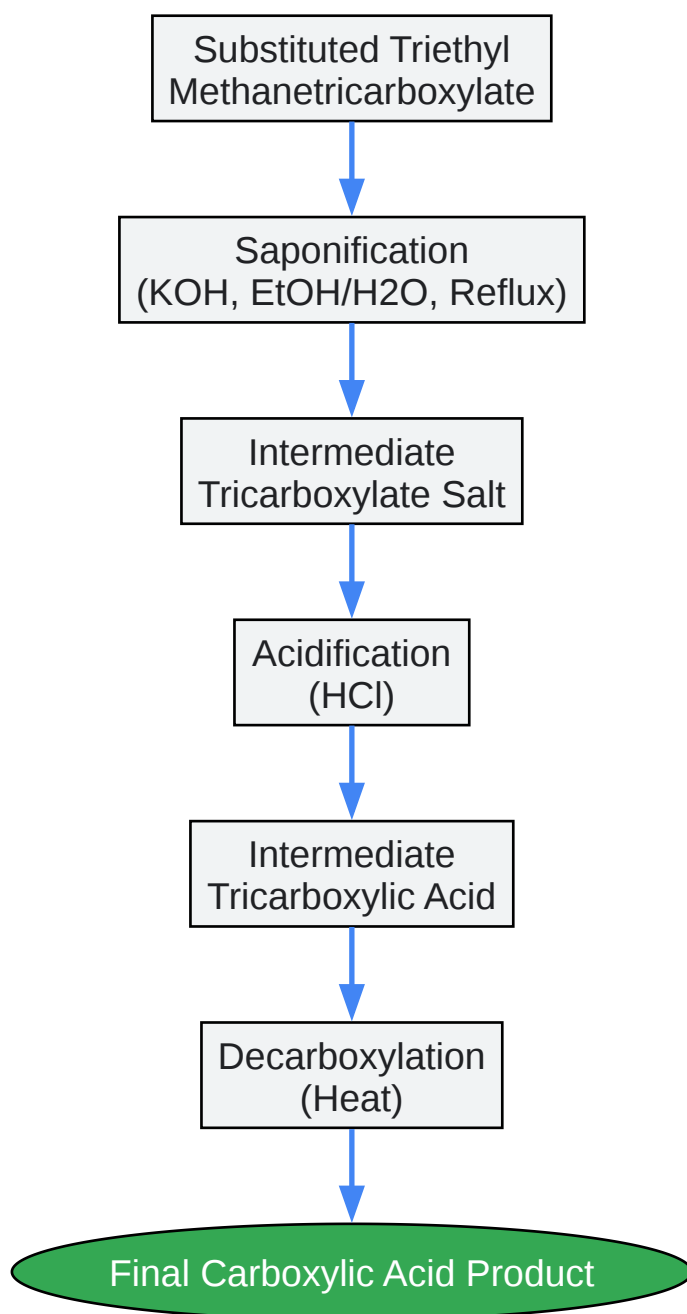 Substituted Triethyl
Methanetricarboxylate
Saponification
(KOH, EtOH/H2O, Reflux)
Intermediate
Tricarboxylate Salt
Acidification
(HCl)
Intermediate
Tricarboxylic Acid
Decarboxylation
(Heat)
Final Carboxylic Acid Product